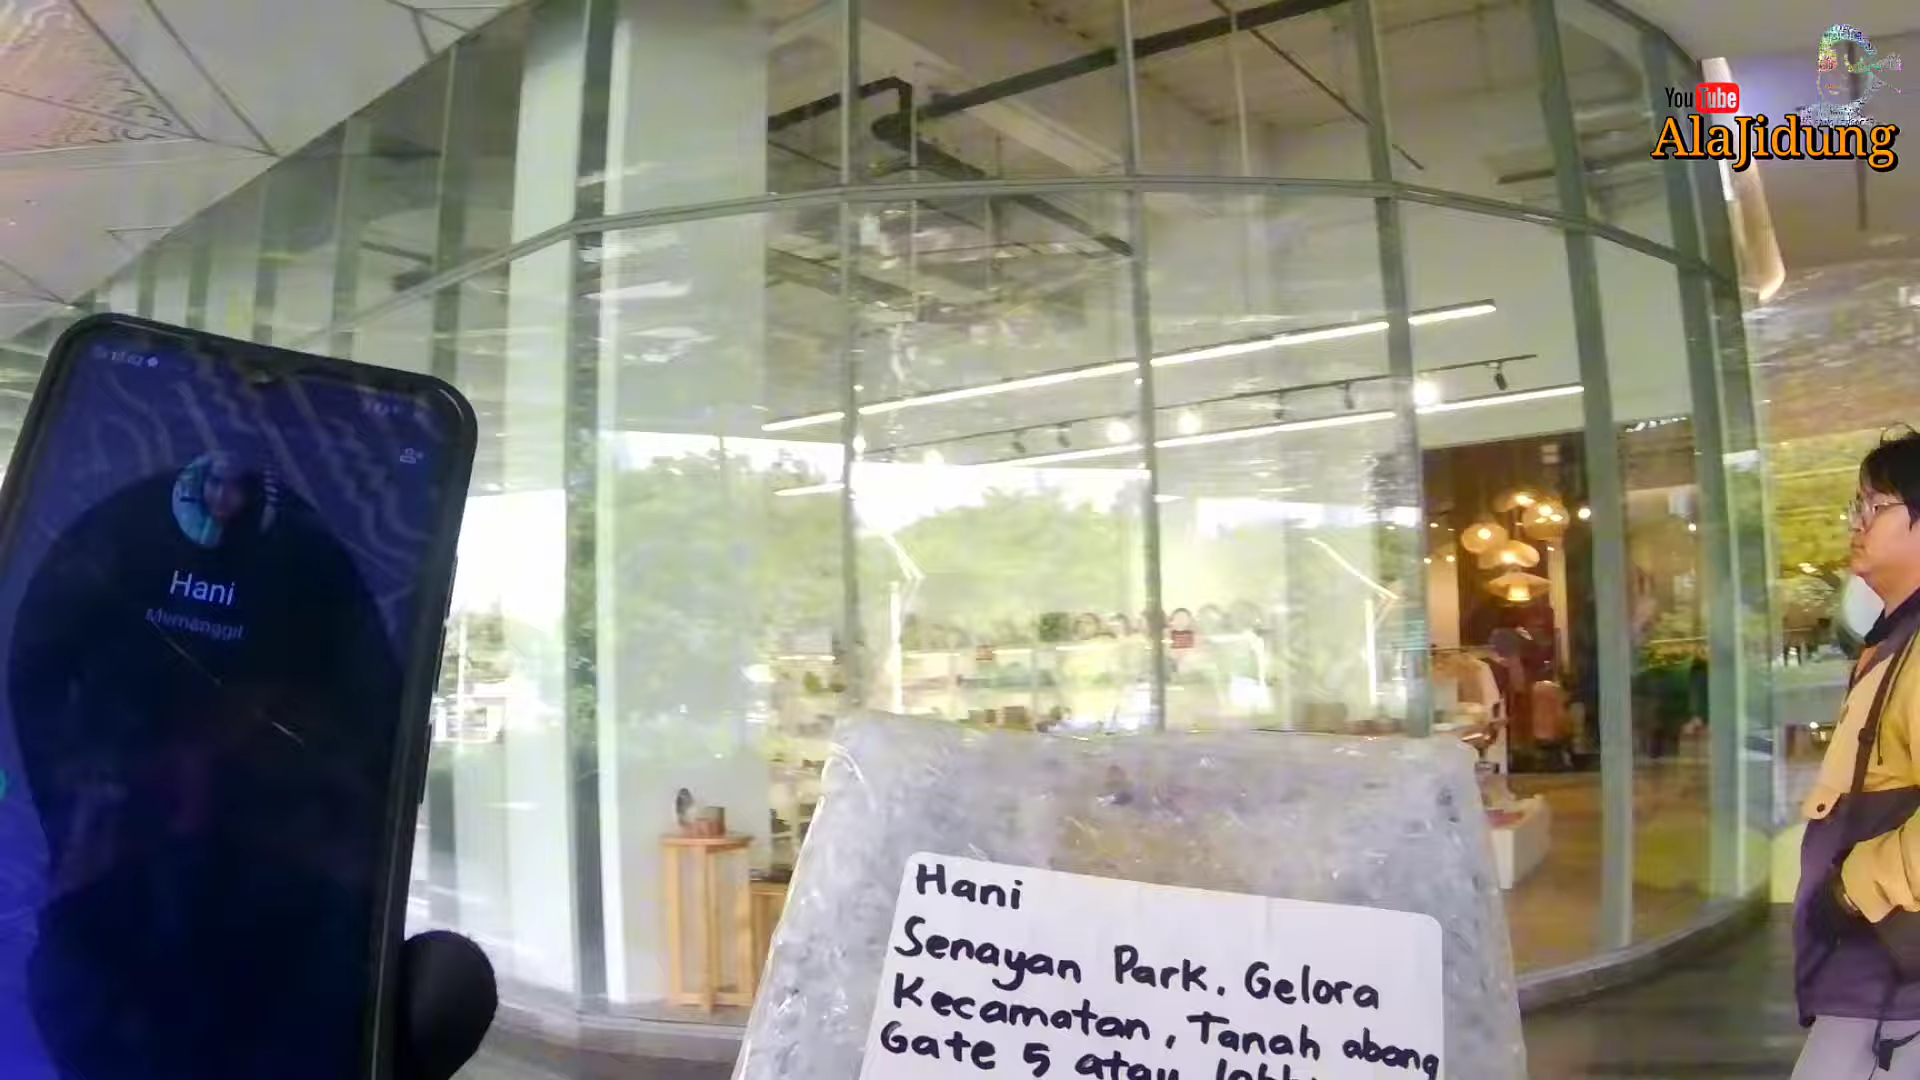 YouTube
AlaJidung
Hani
Memanggil
Hani
Senayan Park. Gelora
Kecamatan, Tanah abang
Gate 5 atau